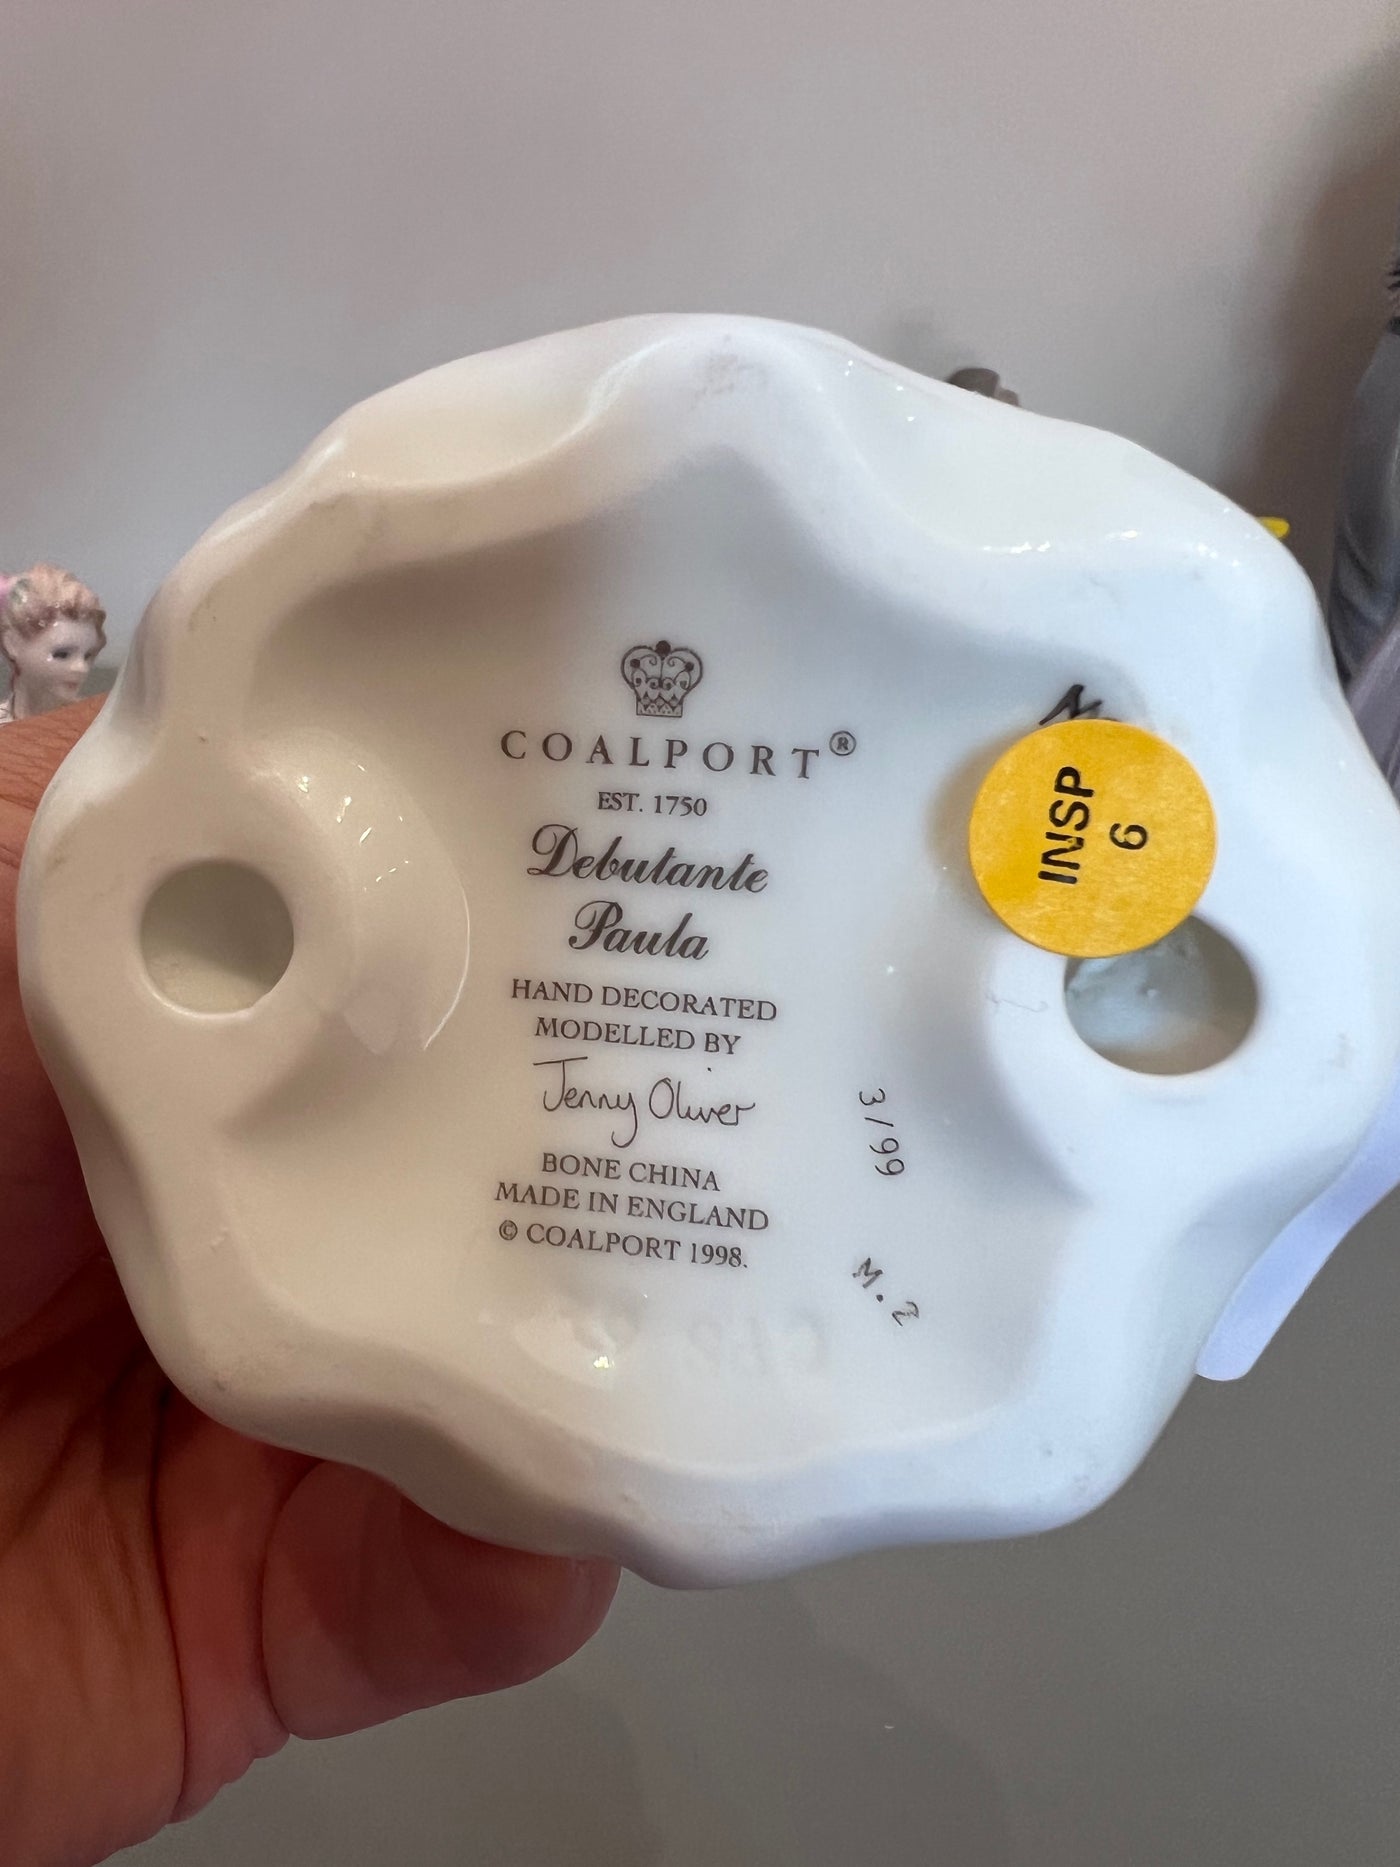 COALPORT®
EST. 1750
Debutante
Paula
HAND DECORATED
MODELLED BY
Jenny Oliver
BONE CHINA
MADE IN ENGLAND
© COALPORT 1998.
INSP
6
3/99
M.2